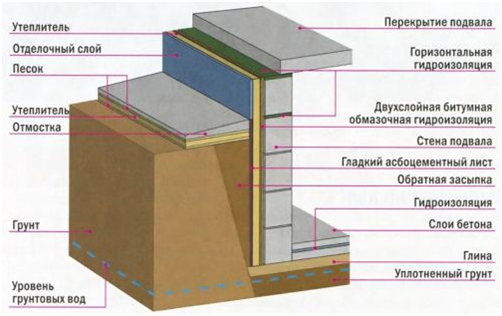 Утеплитель
Отделочный слой
Песок
Утеплитель
Отмостка
Грунт
Уровень
грунтовых вод
Перекрытие подвала
Горизонтальная
гидроизоляция
Двухслойная битумная
обмазочная гидроизоляция
Стена подвала
Гладкий асбоцементный лист
Обратная засыпка
Гидроизоляция
Слои бетона
Глина
Уплотненный грунт